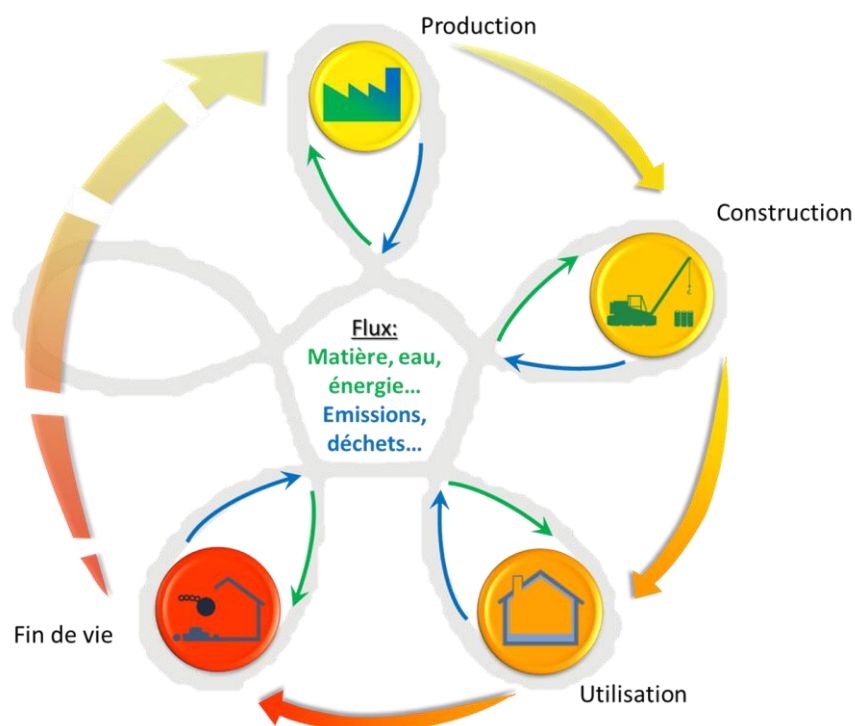 Production
Construction
Flux:
Matière, eau,
énergie...
Emissions,
déchets...
Fin de vie
Utilisation